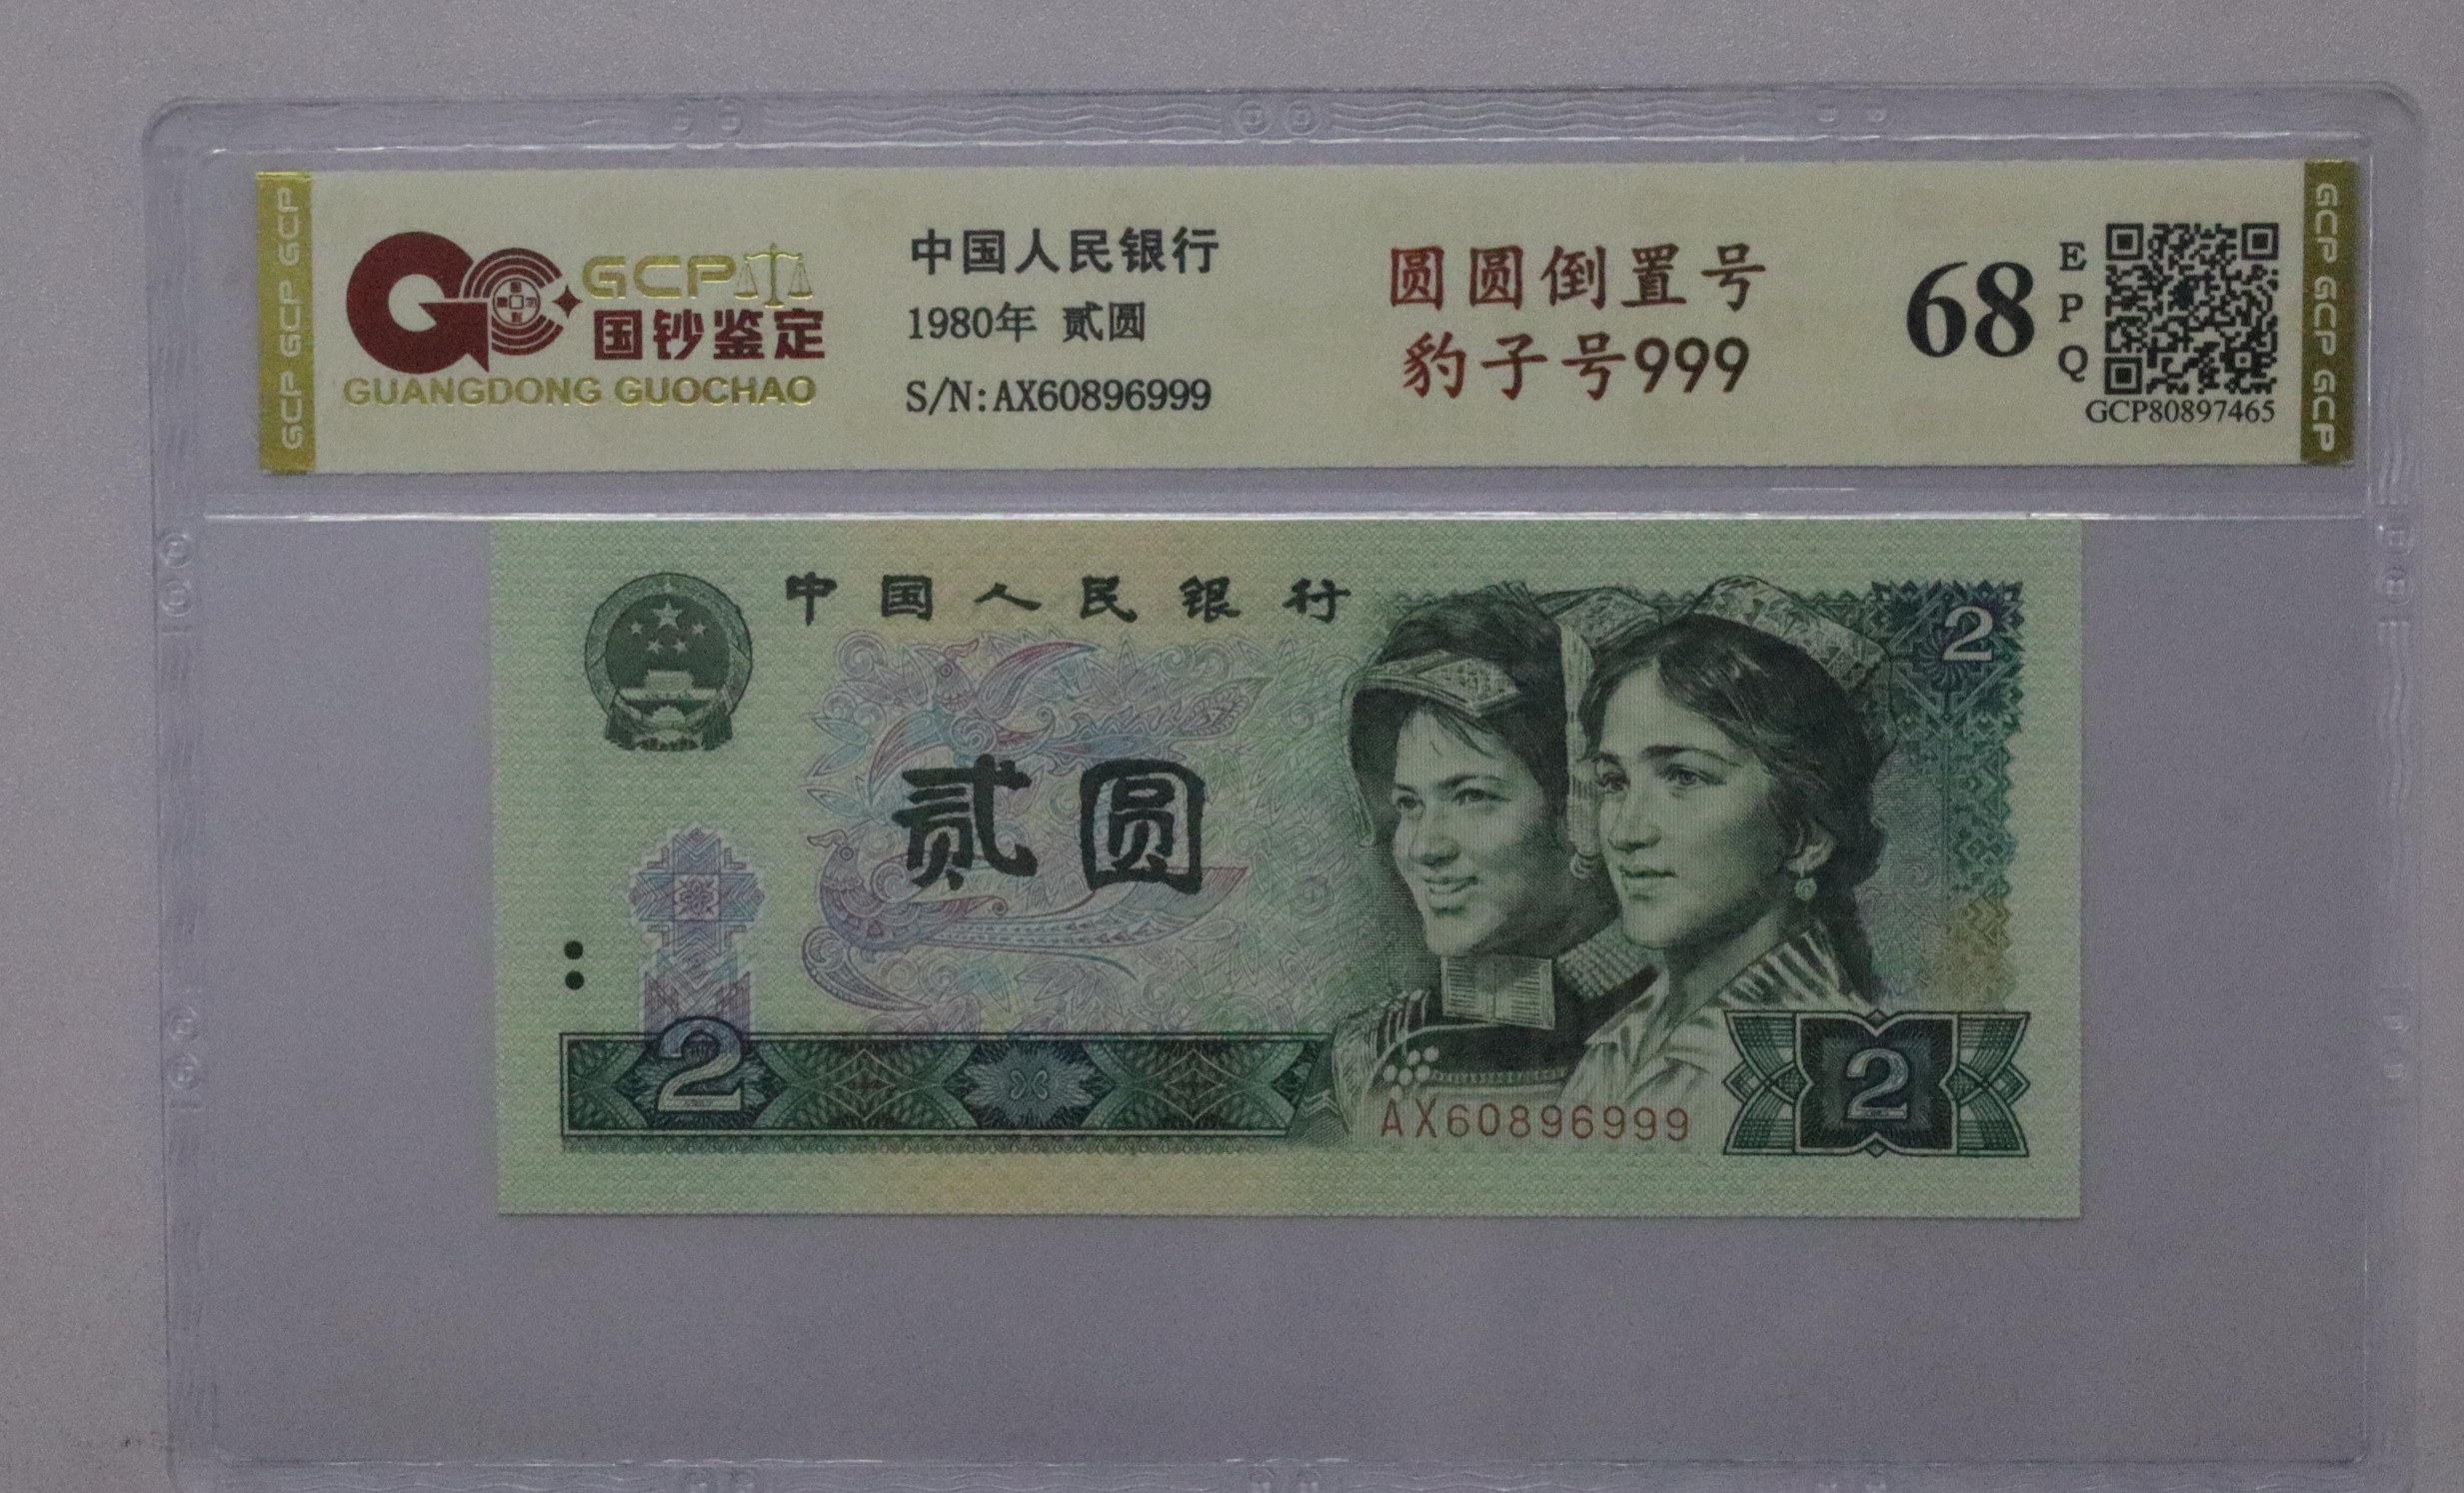 GCP GCP GCP
GCP
国钞鉴定
GUANGDONG GUOCHAO
中国人民银行
1980年 贰圆
S/N:AX60896999
圆圆倒置号
豹子号999
68
EPQ
GCP80897465
GCP GCP GCP
中国人民银行
2
贰圆
2
AX60896999
2